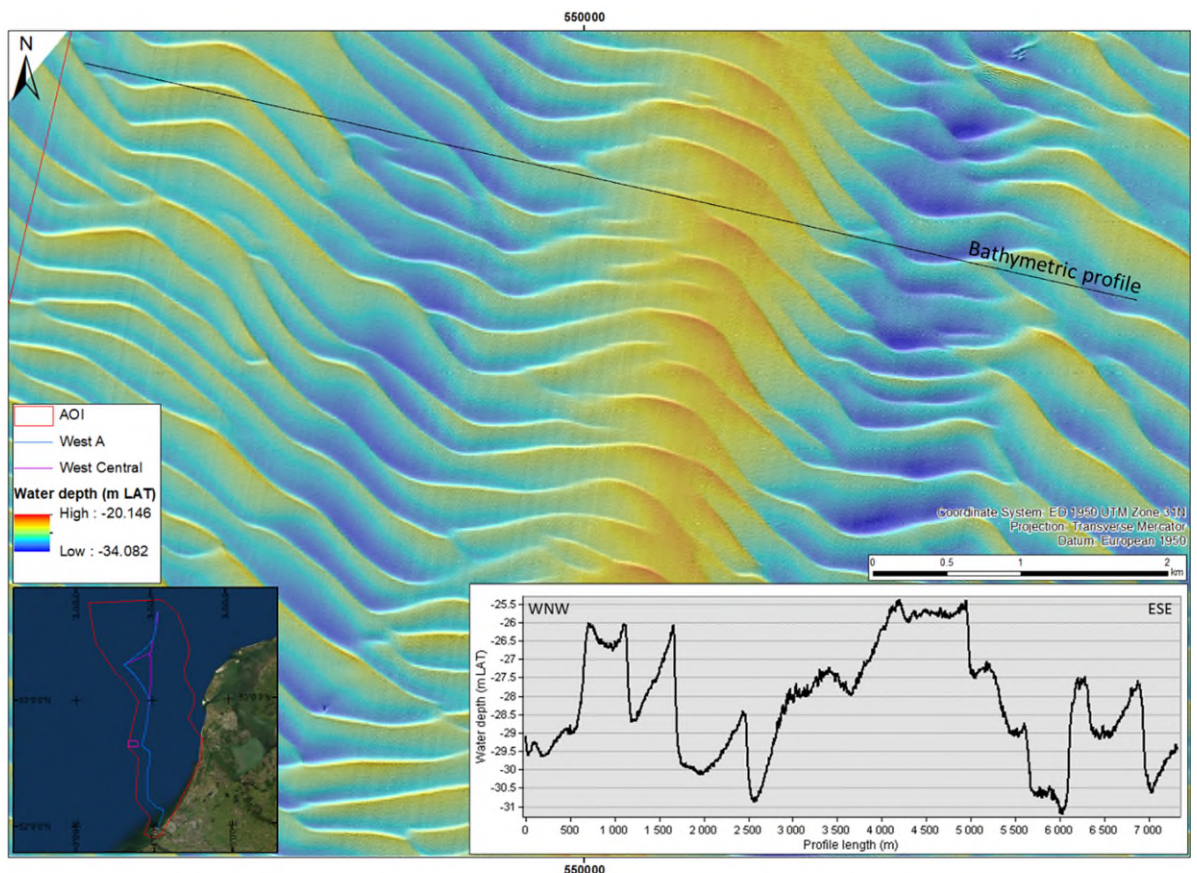 550000
N
Bathymetric profile
AOI
West A
West Central
Water depth (m LAT)
High : -20.146
Low : -34.082
Coordinate System: ED 1950 UTM Zone 31N
Projection: Transverse Mercator
Datum: European 1950
0 0.5 1 2
km
WNW
ESE
Water depth (m LAT)
-25.5
-26
-26.5
-27
-27.5
-28
-28.5
-29
-29.5
-30
-30.5
-31
0 500 1 000 1 500 2 000 2 500 3 000 3 500 4 000 4 500 5 000 5 500 6 000 6 500 7 000
Profile length (m)
550000